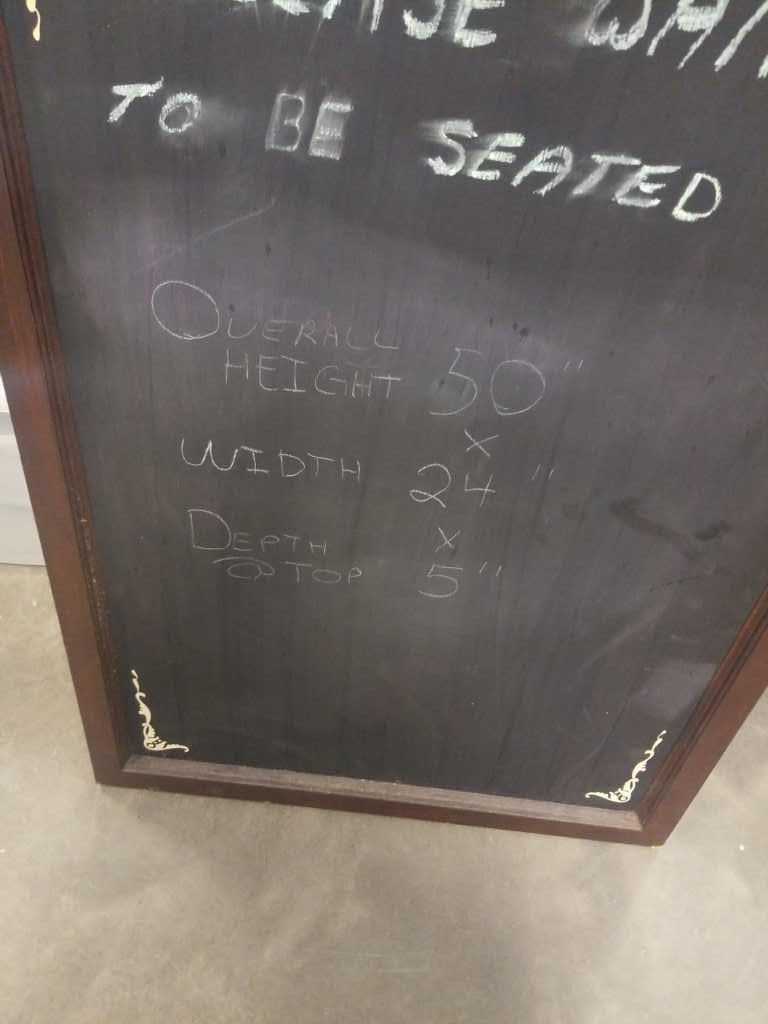 TO BE SEATED
OVERALL
HEIGHT 50"
X
WIDTH 24"
DEPTH X
@ TOP 5"